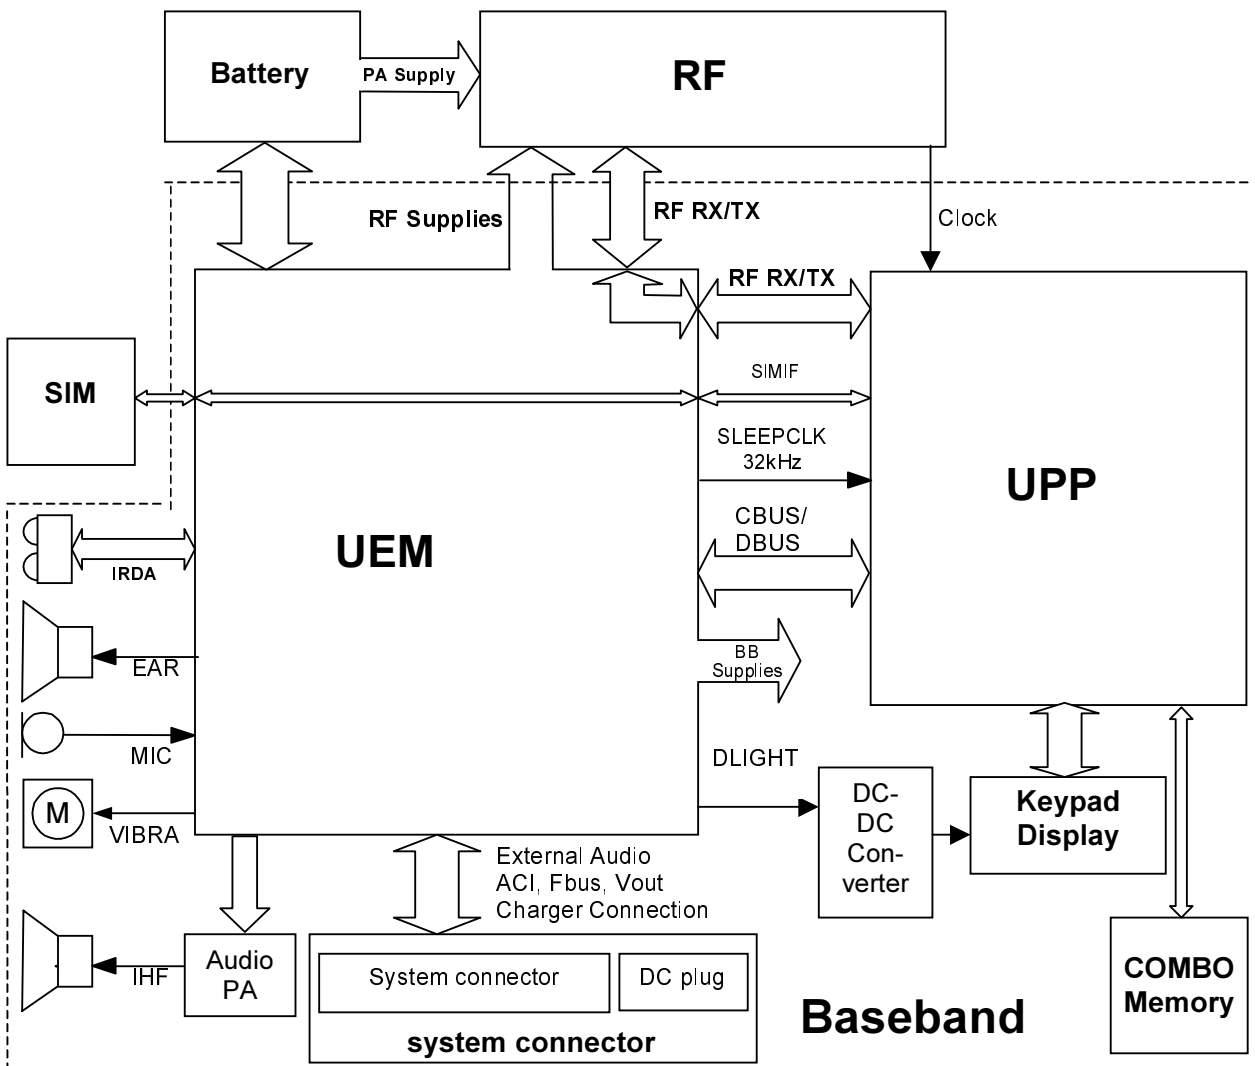 Battery
PA Supply
RF
RF Supplies
RF RX/TX
Clock
RF RX/TX
SIM
SIMIF
SLEEPCLK
32kHz
UPP
CBUS/
DBUS
UEM
IRDA
BB
Supplies
EAR
MIC
DLIGHT
M
VIBRA
DC-
DC
Con-
verter
Keypad
Display
External Audio
ACI, Fbus, Vout
Charger Connection
IHF
Audio
PA
System connector
DC plug
system connector
Baseband
COMBO
Memory